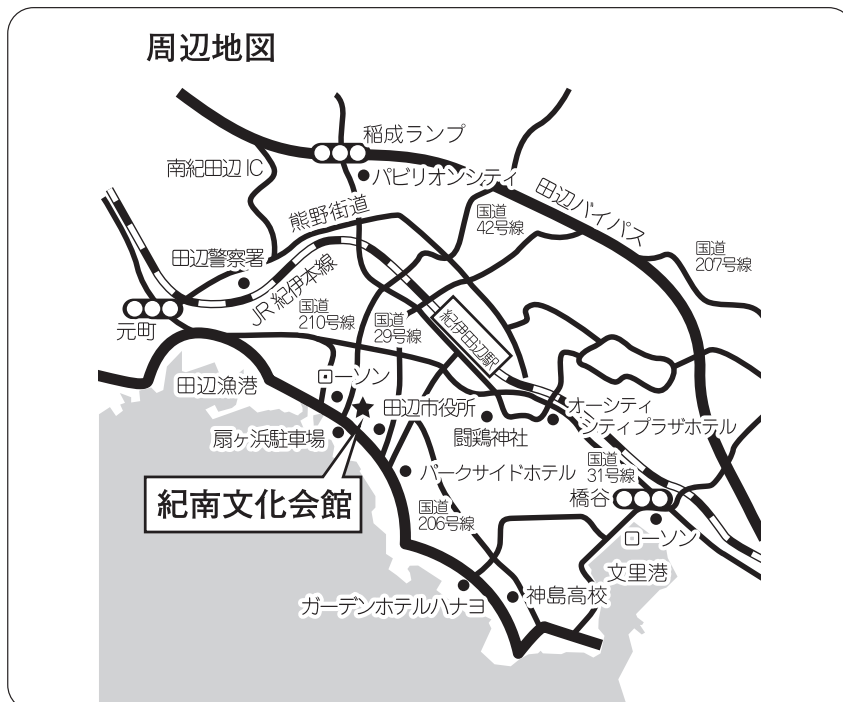 周辺地図
稲成ランプ
南紀田辺IC
パビリオンシティ
熊野街道
国道
42号線
田辺バイパス
国道
207号線
田辺警察署
JR紀伊本線
国道
210号線
国道
29号線
紀伊田辺駅
元町
田辺漁港
ローソン
田辺市役所
オーシティ
シティプラザホテル
闘鶏神社
扇ヶ浜駐車場
パークサイドホテル
国道
31号線
紀南文化会館
橋谷
国道
206号線
ローソン
文里港
ガーデンホテルハナヨ
神島高校